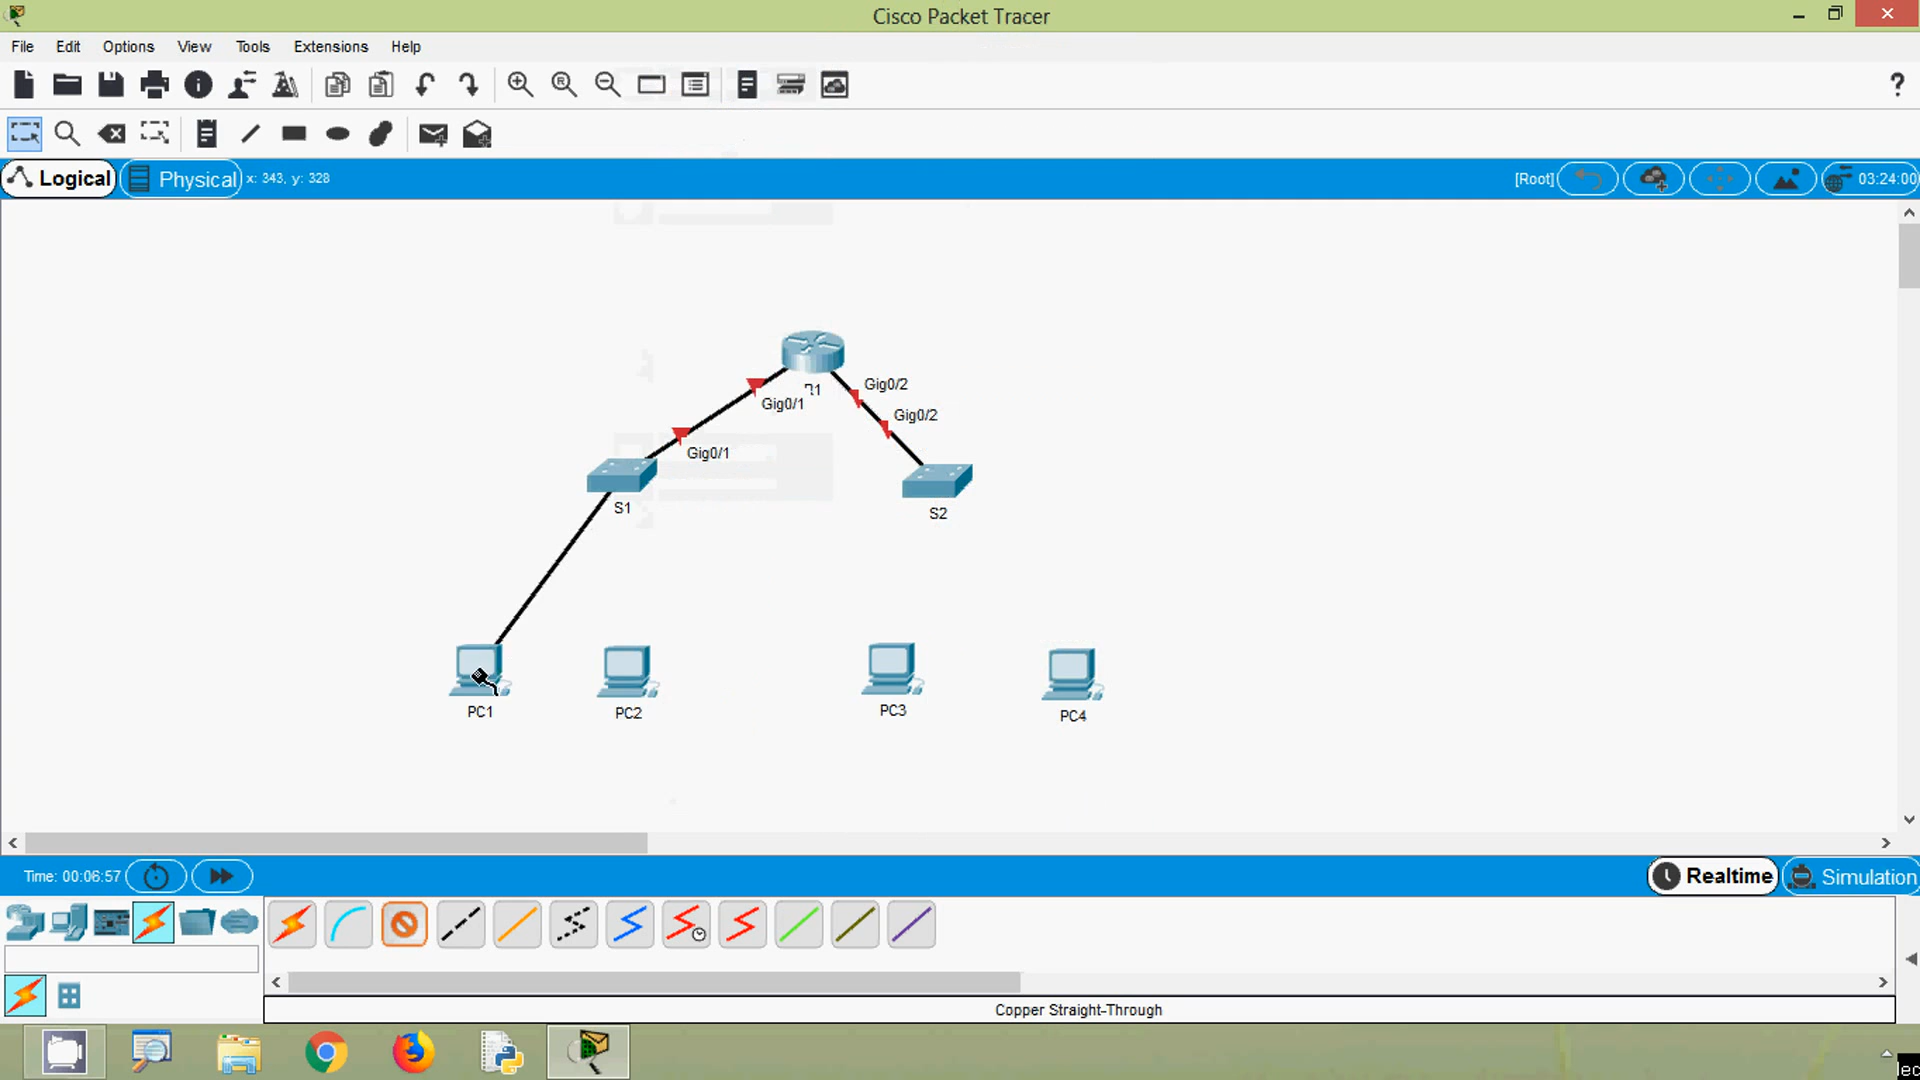 Cisco Packet Tracer
File Edit Options View Tools Extensions Help
Logical Physical x: 343, y: 328 [Root] 03:24:00
Gig0/2
Gig0/1
Gig0/2
Gig0/1
S1
S2
PC1
PC2
PC3
PC4
Time: 00:06:57 Realtime Simulation
Copper Straight-Through